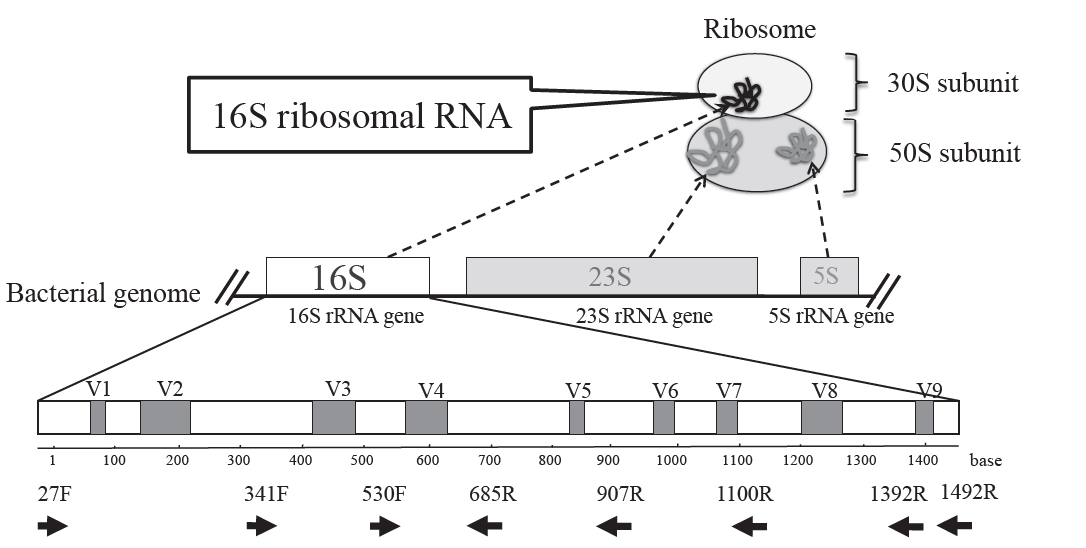 Ribosome
30S subunit
16S ribosomal RNA
50S subunit
16S 23S 5S
Bacterial genome
16S rRNA gene 23S rRNA gene 5S rRNA gene
V1 V2 V3 V4 V5 V6 V7 V8 V9
1 100 200 300 400 500 600 700 800 900 1000 1100 1200 1300 1400 base
27F 341F 530F 685R 907R 1100R 1392R 1492R